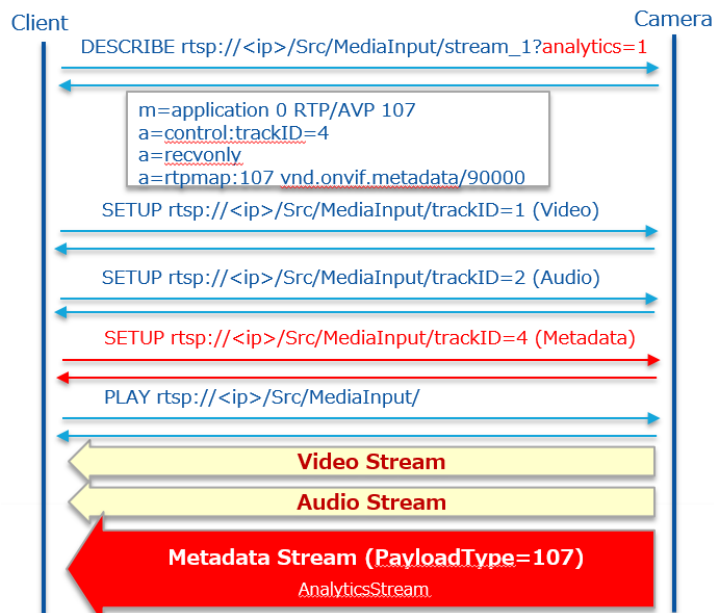 Client
Camera
DESCRIBE rtsp://<ip>/Src/MediaInput/stream_1?analytics=1
m=application 0 RTP/AVP 107
a=control:trackID=4
a=recvonly
a=rtpmap:107 vnd.onvif.metadata/90000
SETUP rtsp://<ip>/Src/MediaInput/trackID=1 (Video)
SETUP rtsp://<ip>/Src/MediaInput/trackID=2 (Audio)
SETUP rtsp://<ip>/Src/MediaInput/trackID=4 (Metadata)
PLAY rtsp://<ip>/Src/MediaInput/
Video Stream
Audio Stream
Metadata Stream (PayloadType=107)
AnalyticsStream